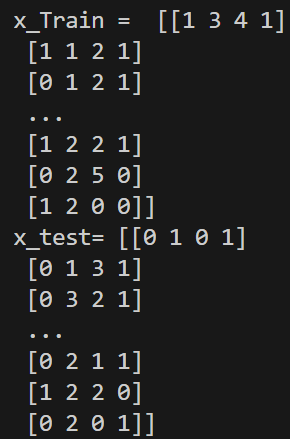 x_Train =  [[1 3 4 1]
 [1 1 2 1]
 [0 1 2 1]
 ...
 [1 2 2 1]
 [0 2 5 0]
 [1 2 0 0]]
x_test= [[0 1 0 1]
 [0 1 3 1]
 [0 3 2 1]
 ...
 [0 2 1 1]
 [1 2 2 0]
 [0 2 0 1]]